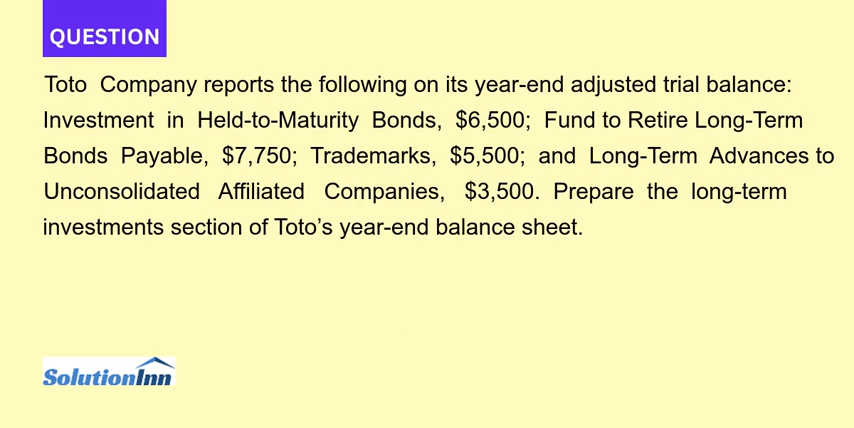 QUESTION
Toto Company reports the following on its year-end adjusted trial balance:
Investment in Held-to-Maturity Bonds, $6,500; Fund to Retire Long-Term
Bonds Payable, $7,750; Trademarks, $5,500; and Long-Term Advances to
Unconsolidated Affiliated Companies, $3,500. Prepare the long-term
investments section of Toto’s year-end balance sheet.
SolutionInn